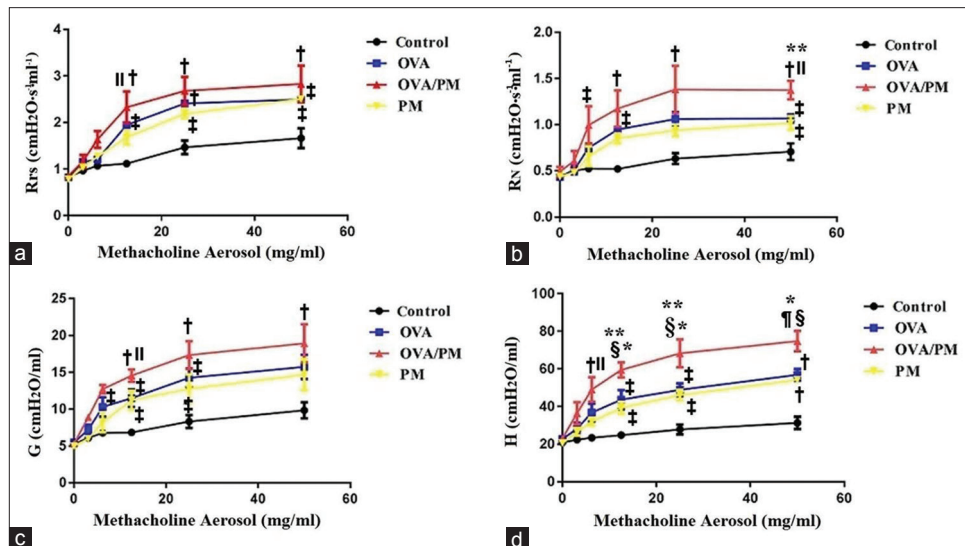 4
3
2
1
0
0 20 40 60
Rrs (cmH2O·s·ml-1)
Methacholine Aerosol (mg/ml)
|| † † †
‡ ‡ ‡
‡ ‡
Control
OVA
OVA/PM
PM
a
2.0
1.5
1.0
0.5
0.0
0 20 40 60
RN (cmH2O·s·ml-1)
Methacholine Aerosol (mg/ml)
**
‡ † † † ||
‡ ‡
‡
Control
OVA
OVA/PM
PM
b
25
20
15
10
5
0
0 20 40 60
G (cmH2O/ml)
Methacholine Aerosol (mg/ml)
† || † †
‡ ‡ ‡
‡ ‡
Control
OVA
OVA/PM
PM
c
100
80
60
40
20
0
0 20 40 60
H (cmH2O/ml)
Methacholine Aerosol (mg/ml)
** ** *
† || § * § * ¶ §
‡ ‡ †
‡ ‡ †
Control
OVA
OVA/PM
PM
d